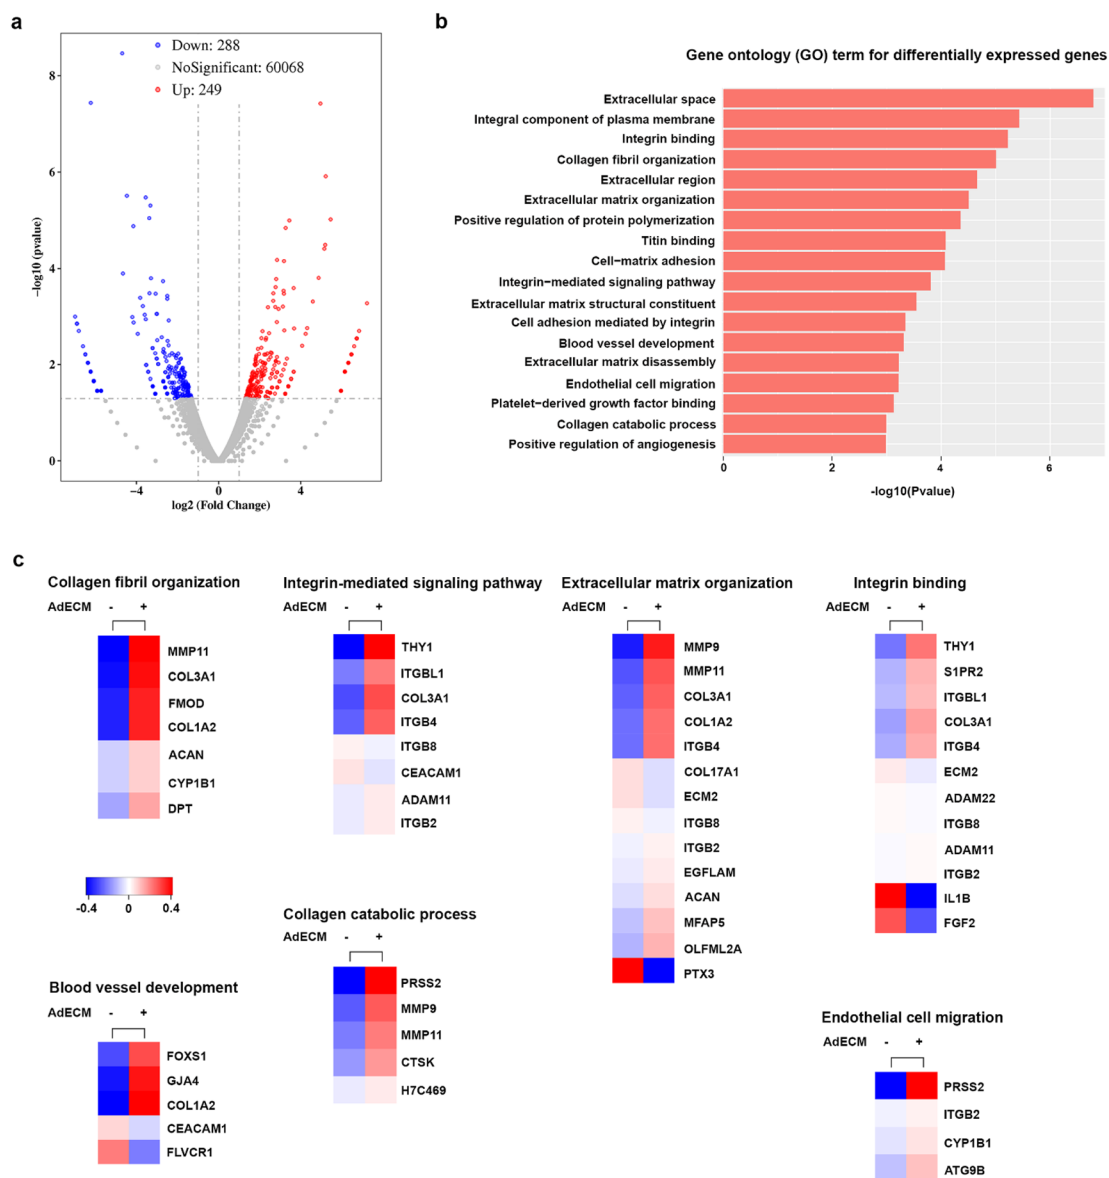 a
Down: 288
NoSignificant: 60068
Up: 249
8
6
4
2
0
−4
0
4
−log10 (pvalue)
log2 (Fold Change)
b
Gene ontology (GO) term for differentially expressed genes
Extracellular space
Integral component of plasma membrane
Integrin binding
Collagen fibril organization
Extracellular region
Extracellular matrix organization
Positive regulation of protein polymerization
Titin binding
Cell−matrix adhesion
Integrin−mediated signaling pathway
Extracellular matrix structural constituent
Cell adhesion mediated by integrin
Blood vessel development
Extracellular matrix disassembly
Endothelial cell migration
Platelet−derived growth factor binding
Collagen catabolic process
Positive regulation of angiogenesis
0
2
4
6
-log10(Pvalue)
c
Collagen fibril organization
AdECM - +
MMP11
COL3A1
FMOD
COL1A2
ACAN
CYP1B1
DPT
-0.4 0 0.4
Blood vessel development
AdECM - +
FOXS1
GJA4
COL1A2
CEACAM1
FLVCR1
Integrin-mediated signaling pathway
AdECM - +
THY1
ITGBL1
COL3A1
ITGB4
ITGB8
CEACAM1
ADAM11
ITGB2
Collagen catabolic process
AdECM - +
PRSS2
MMP9
MMP11
CTSK
H7C469
Extracellular matrix organization
AdECM - +
MMP9
MMP11
COL3A1
COL1A2
ITGB4
COL17A1
ECM2
ITGB8
ITGB2
EGFLAM
ACAN
MFAP5
OLFML2A
PTX3
Integrin binding
AdECM - +
THY1
S1PR2
ITGBL1
COL3A1
ITGB4
ECM2
ADAM22
ITGB8
ADAM11
ITGB2
IL1B
FGF2
Endothelial cell migration
AdECM - +
PRSS2
ITGB2
CYP1B1
ATG9B